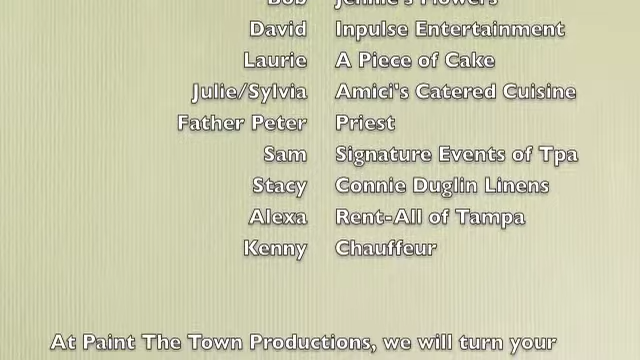 Bob Jennie's Flowers
David Inpulse Entertainment
Laurie A Piece of Cake
Julie/Sylvia Amici's Catered Cuisine
Father Peter Priest
Sam Signature Events of Tpa
Stacy Connie Duglin Linens
Alexa Rent-All of Tampa
Kenny Chauffeur
At Paint The Town Productions, we will turn your